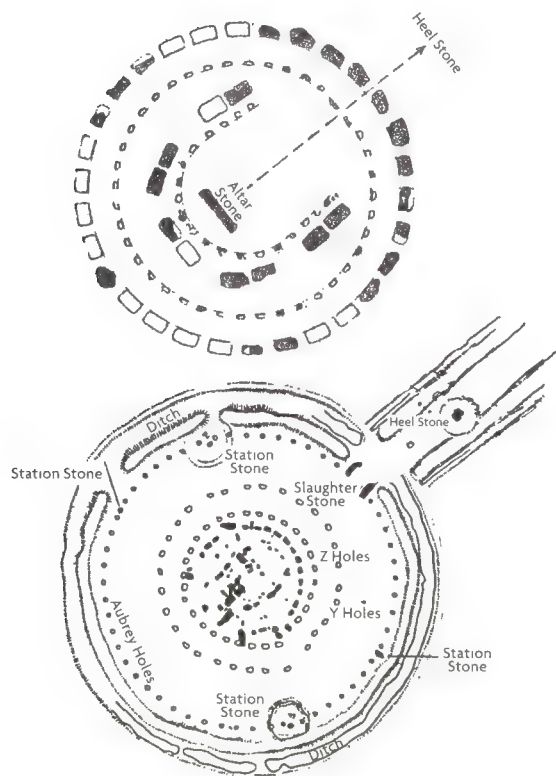 Heel Stone
Altar
Stone
Ditch
Heel Stone
Station Stone
Station
Stone
Slaughter
Stone
Z Holes
Y Holes
Aubrey Holes
Station
Stone
Station
Stone
Ditch